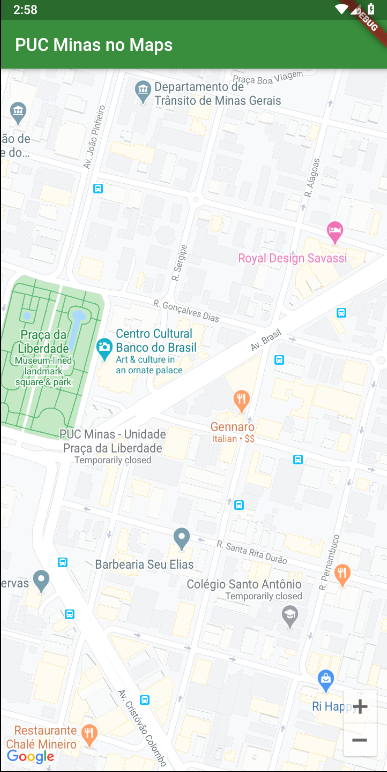 2:58
DEBUG
PUC Minas no Maps
Praça Boa Viagem
Departamento de
Trânsito de Minas Gerais
Av. João Pinheiro
ão de
e do...
R. Alagoas
R. Sergipe
Royal Design Savassi
R. Gonçalves Dias
Praça da
Liberdade
Museum-lined
landmark
square & park
Centro Cultural
Banco do Brasil
Art & culture in
an ornate palace
Av. Brasil
Gennaro
Italian • $$
PUC Minas - Unidade
Praça da Liberdade
Temporarily closed
R. Santa Rita Durão
R. Pernambuco
Barbearia Seu Elias
ervas
Colégio Santo Antônio
Temporarily closed
Av. Cristóvão Colombo
Ri Happ
+
−
Restaurante
Chalé Mineiro
Google